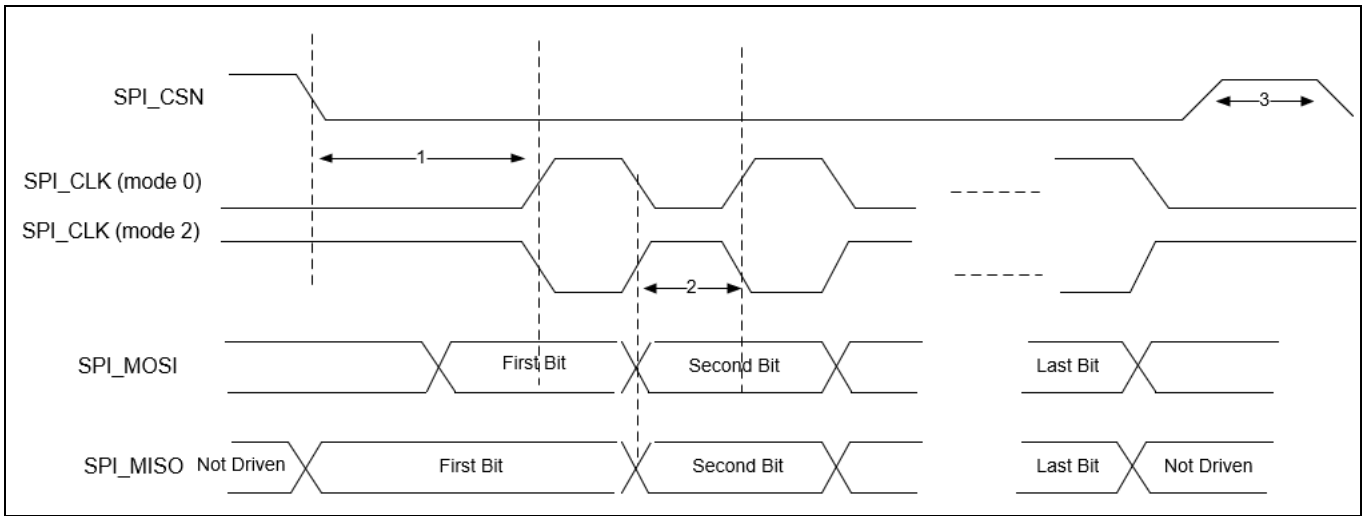 SPI_CSN
3
1
SPI_CLK (mode 0)
SPI_CLK (mode 2)
2
SPI_MOSI First Bit Second Bit Last Bit
SPI_MISO Not Driven First Bit Second Bit Last Bit Not Driven